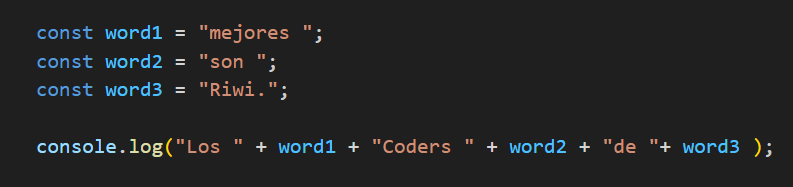 const word1 = "mejores ";
const word2 = "son ";
const word3 = "Riwi.";
console.log("Los " + word1 + "Coders " + word2 + "de "+ word3 );